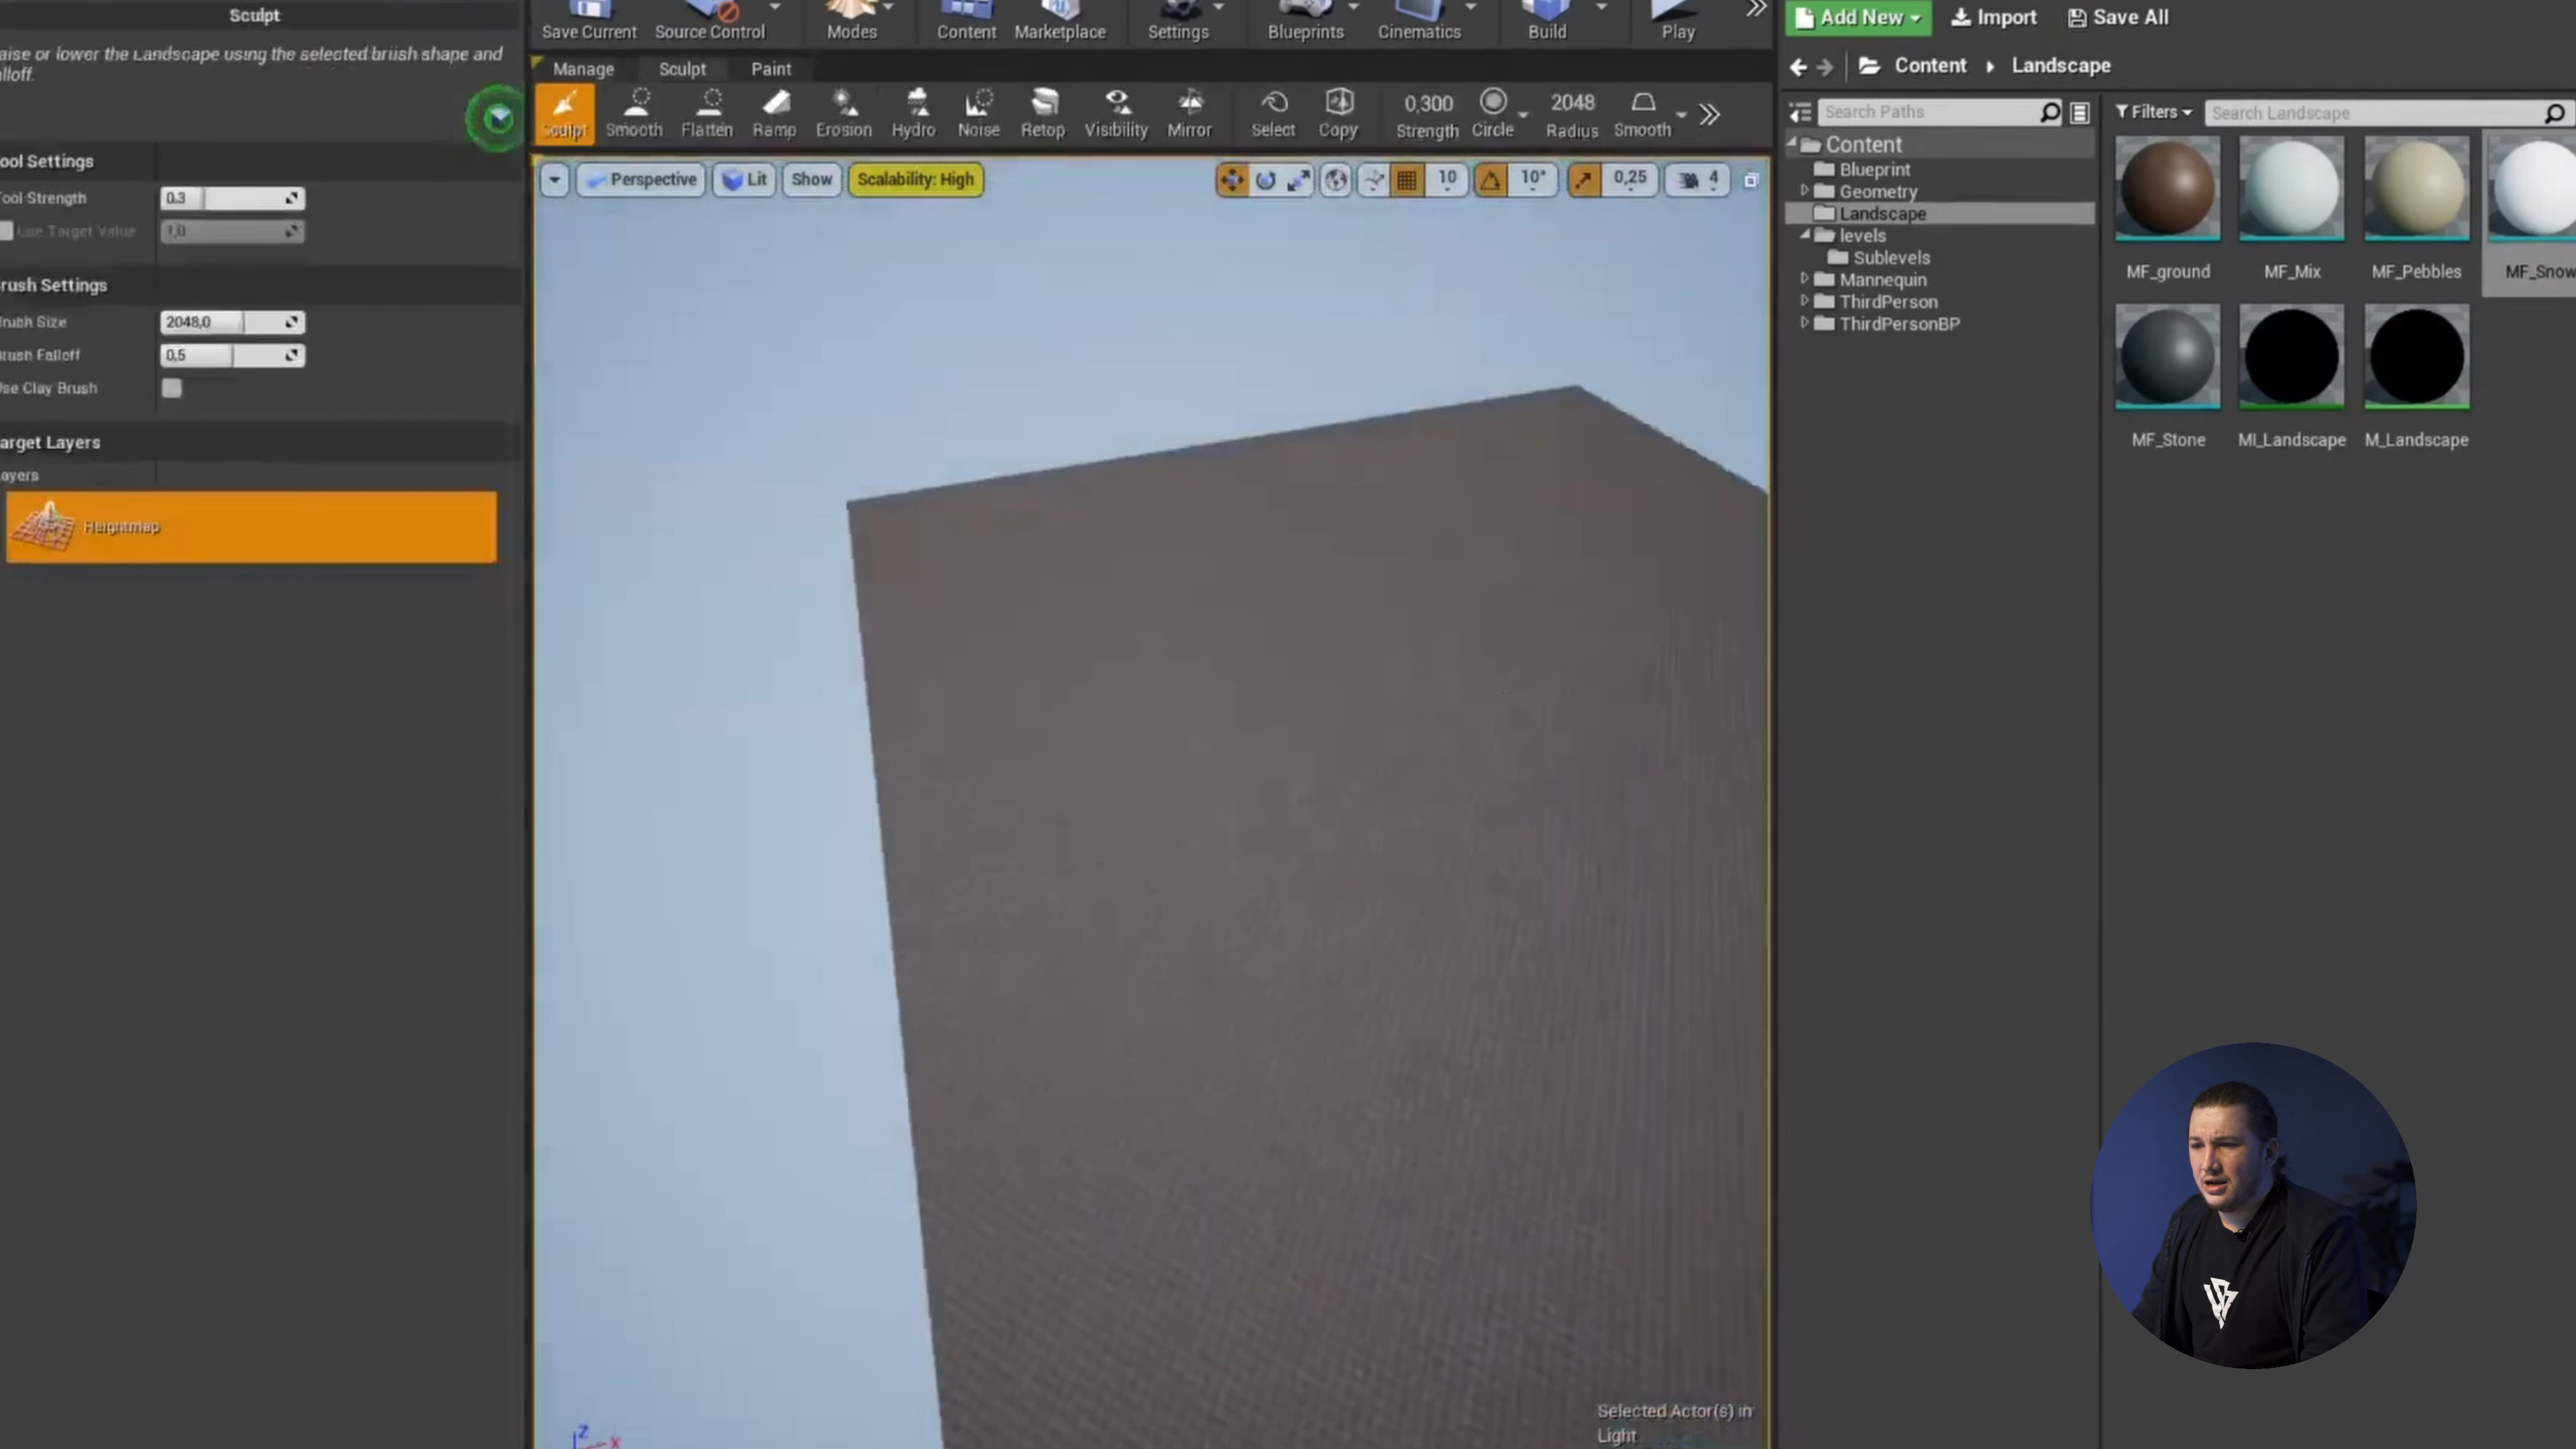 Sculpt
aise or lower the Landscape using the selected brush shape and
lloff.
ool Settings
ool Strength
0.3
Use Target Value
1,0
rush Settings
rush Size
2048,0
rush Falloff
0,5
se Clay Brush
arget Layers
ayers
Heightmap
Save Current
Source Control
Modes
Content
Marketplace
Settings
Blueprints
Cinematics
Build
Play
Manage
Sculpt
Paint
Sculpt
Smooth
Flatten
Ramp
Erosion
Hydro
Noise
Retop
Visibility
Mirror
Select
Copy
0,300
Strength
Circle
2048
Radius
Smooth
Perspective
Lit
Show
Scalability: High
10
10°
0,25
4
Z
X
Selected Actor(s) in
Light
Add New
Import
Save All
Content
Landscape
Search Paths
Content
Blueprint
Geometry
Landscape
levels
Sublevels
Mannequin
ThirdPerson
ThirdPersonBP
Filters
Search Landscape
MF_ground
MF_Mix
MF_Pebbles
MF_Snow
MF_Stone
MI_Landscape
M_Landscape